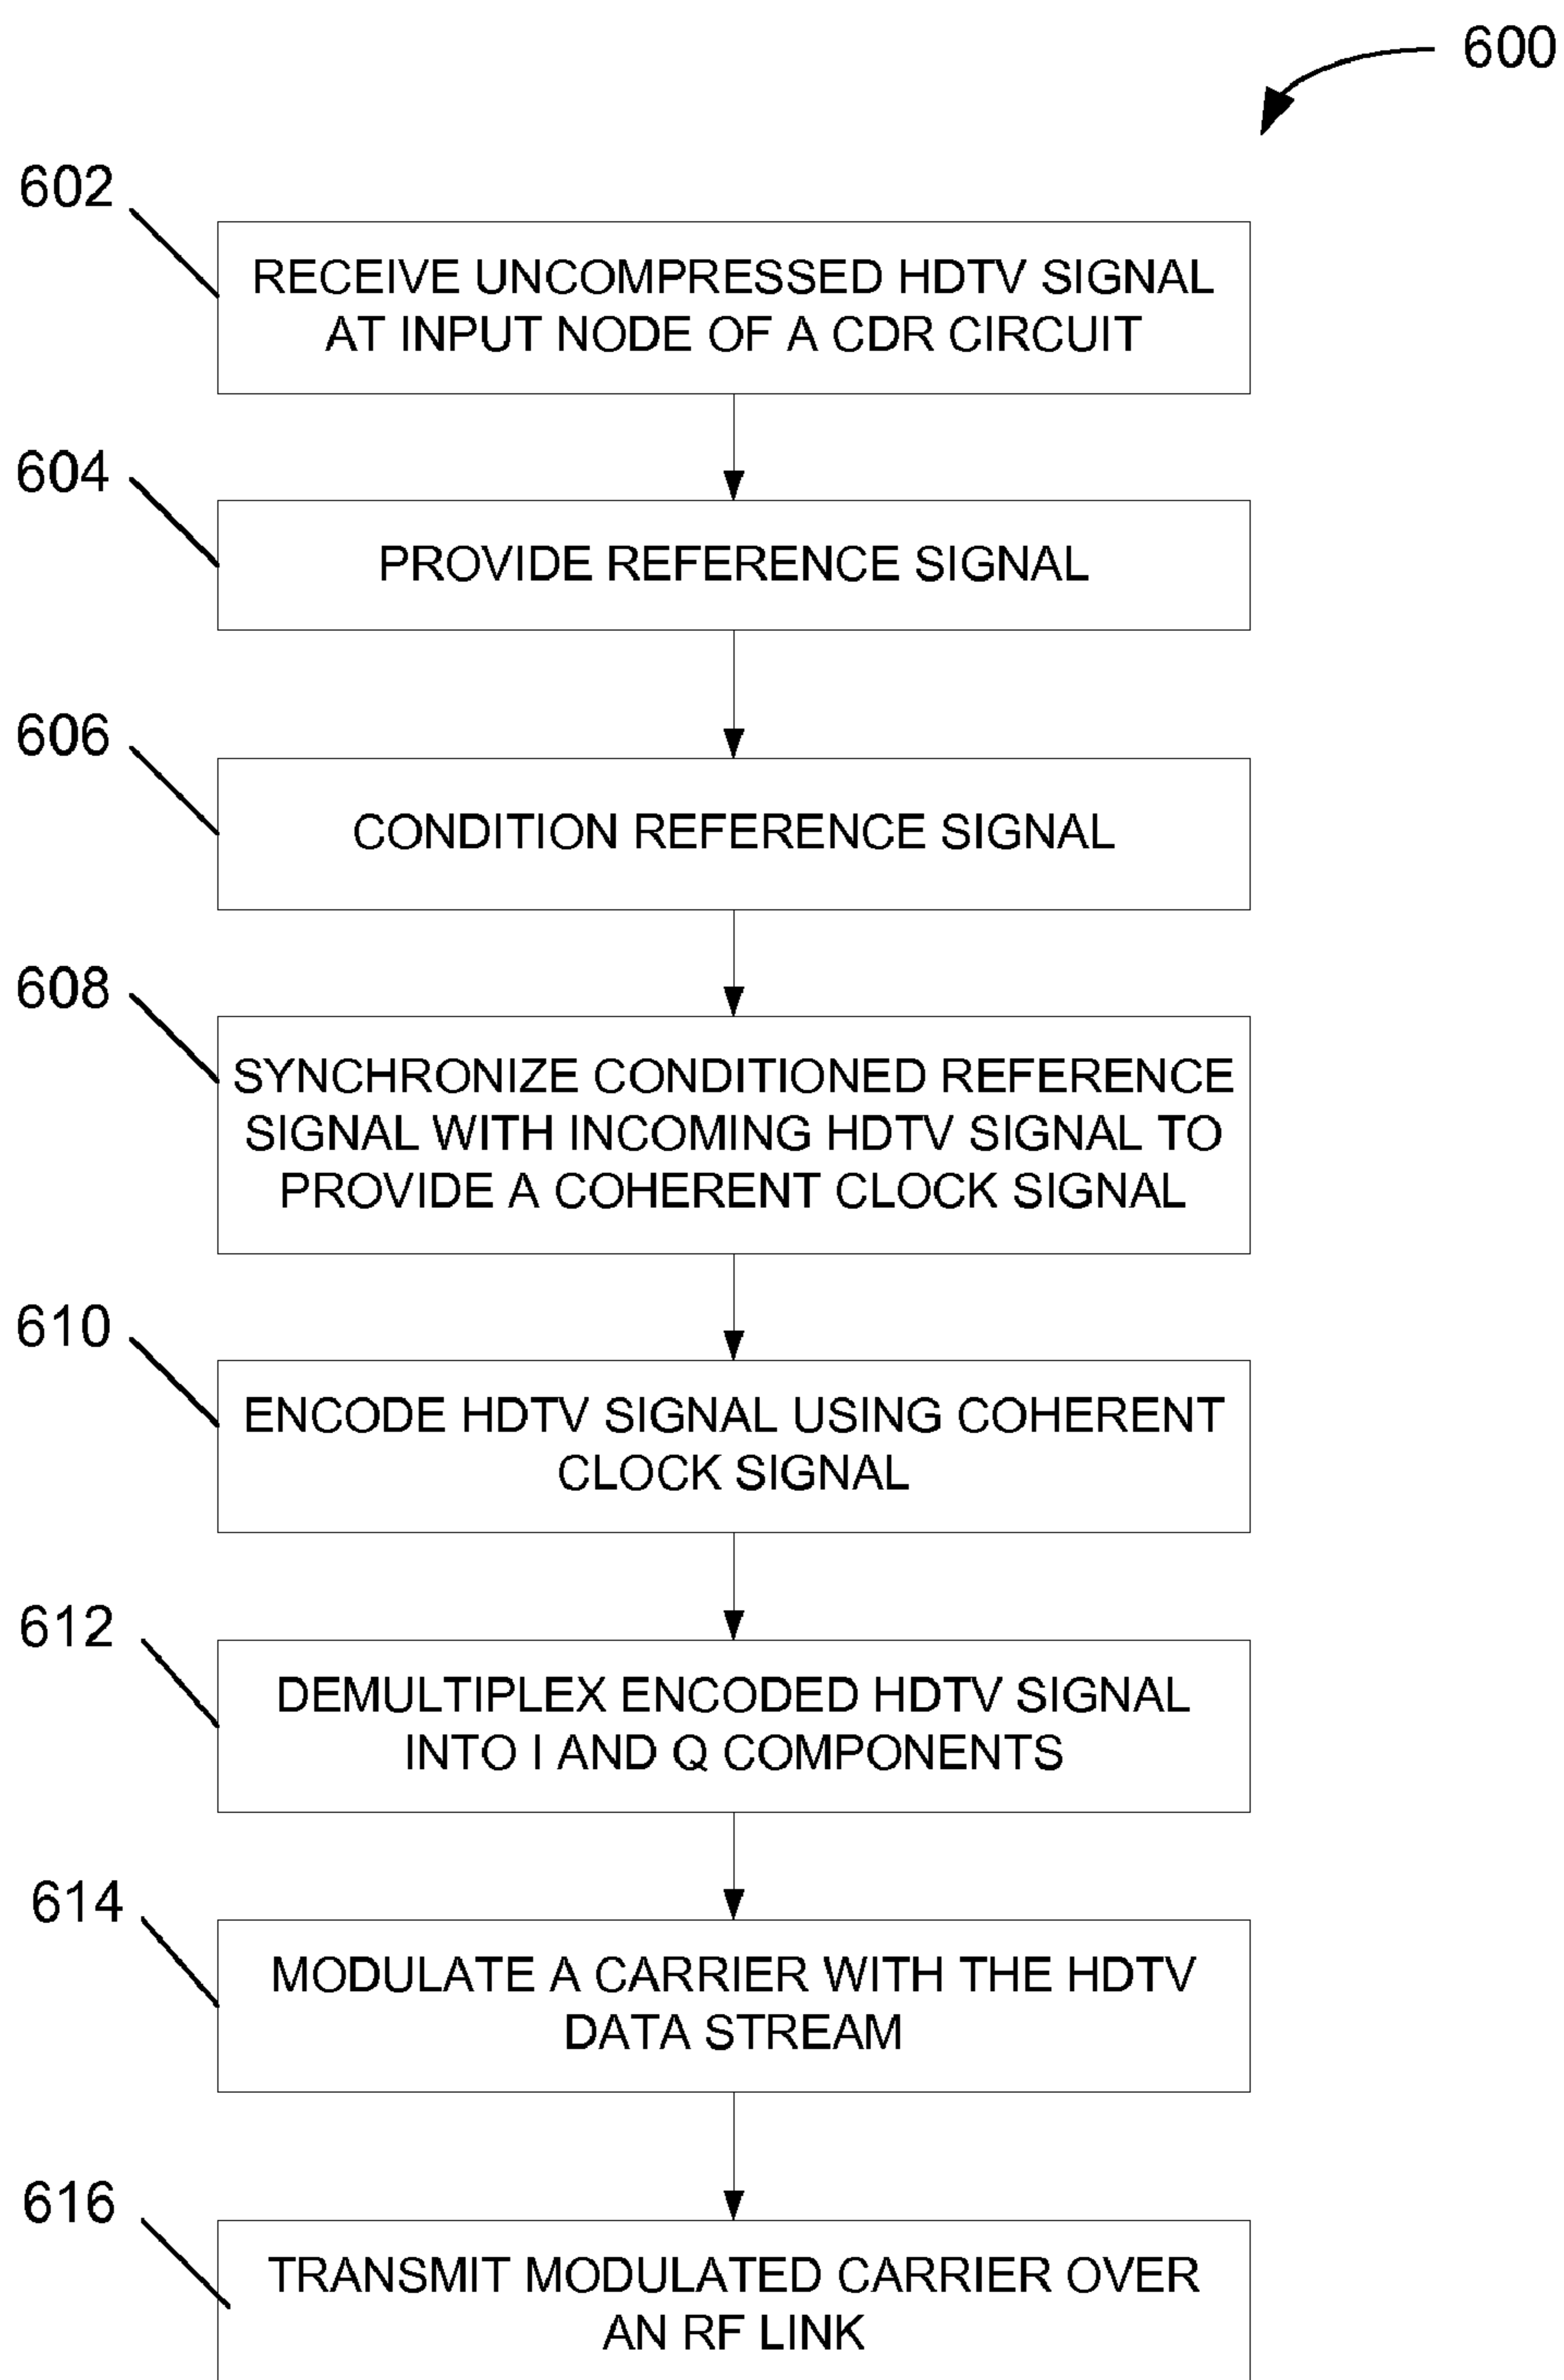 600
602
RECEIVE UNCOMPRESSED HDTV SIGNAL
AT INPUT NODE OF A CDR CIRCUIT
604
PROVIDE REFERENCE SIGNAL
606
CONDITION REFERENCE SIGNAL
608
SYNCHRONIZE CONDITIONED REFERENCE
SIGNAL WITH INCOMING HDTV SIGNAL TO
PROVIDE A COHERENT CLOCK SIGNAL
610
ENCODE HDTV SIGNAL USING COHERENT
CLOCK SIGNAL
612
DEMULTIPLEX ENCODED HDTV SIGNAL
INTO I AND Q COMPONENTS
614
MODULATE A CARRIER WITH THE HDTV
DATA STREAM
616
TRANSMIT MODULATED CARRIER OVER
AN RF LINK